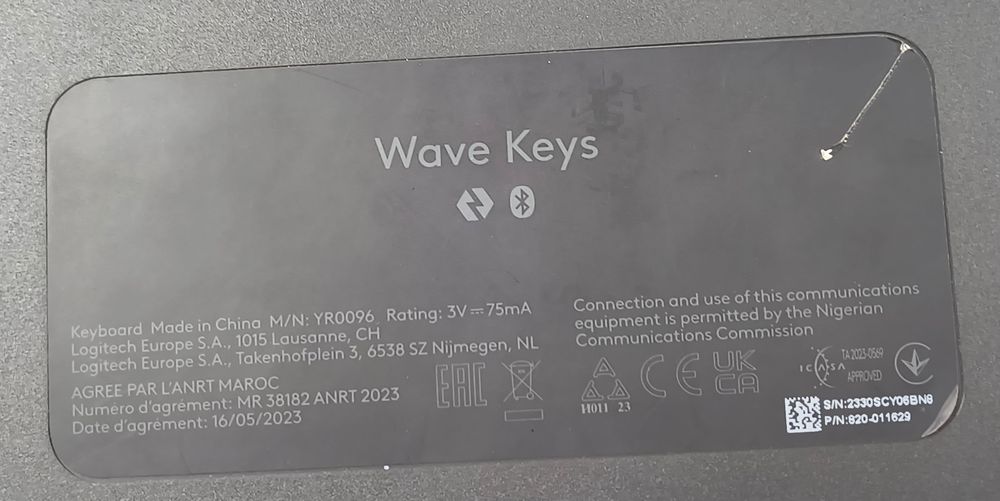 Wave Keys
Keyboard Made in China M/N: YR0096 Rating: 3V⎓75mA
Logitech Europe S.A., 1015 Lausanne, CH
Logitech Europe S.A., Takenhofplein 3, 6538 SZ Nijmegen, NL
AGREE PAR L'ANRT MAROC
Numéro d'agrément: MR 38182 ANRT 2023
Date d'agrément: 16/05/2023
Connection and use of this communications
equipment is permitted by the Nigerian
Communications Commission
EAC
A
A A
H011 23
CE
UK
CA
ICASA
TA 2023-0569
APPROVED
S/N:2330SCY06BN8
P/N:820-011629